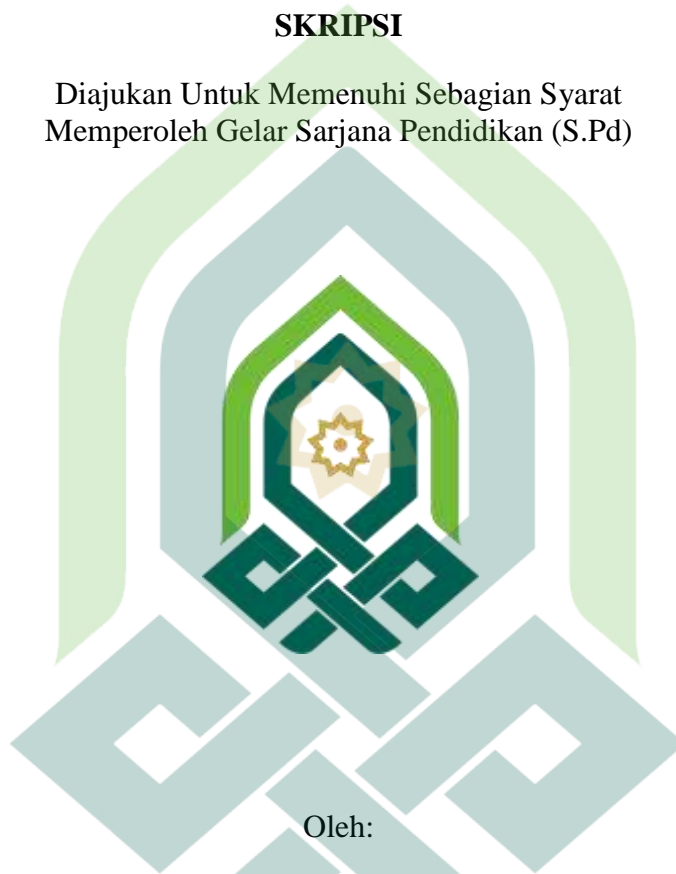 SKRIPSI
Diajukan Untuk Memenuhi Sebagian Syarat
Memperoleh Gelar Sarjana Pendidikan (S.Pd)
Oleh: